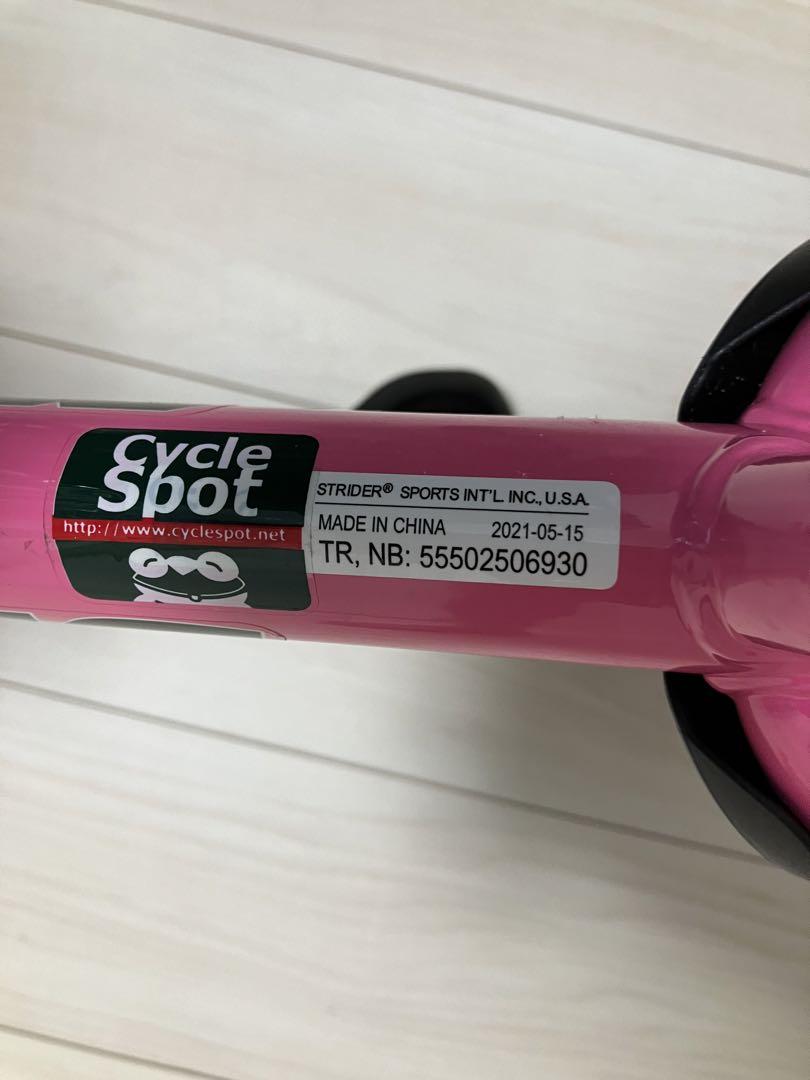 Cycle
Spot
http://www.cyclespot.net
STRIDER® SPORTS INT'L. INC., U.S.A.
MADE IN CHINA 2021-05-15
TR, NB: 55502506930